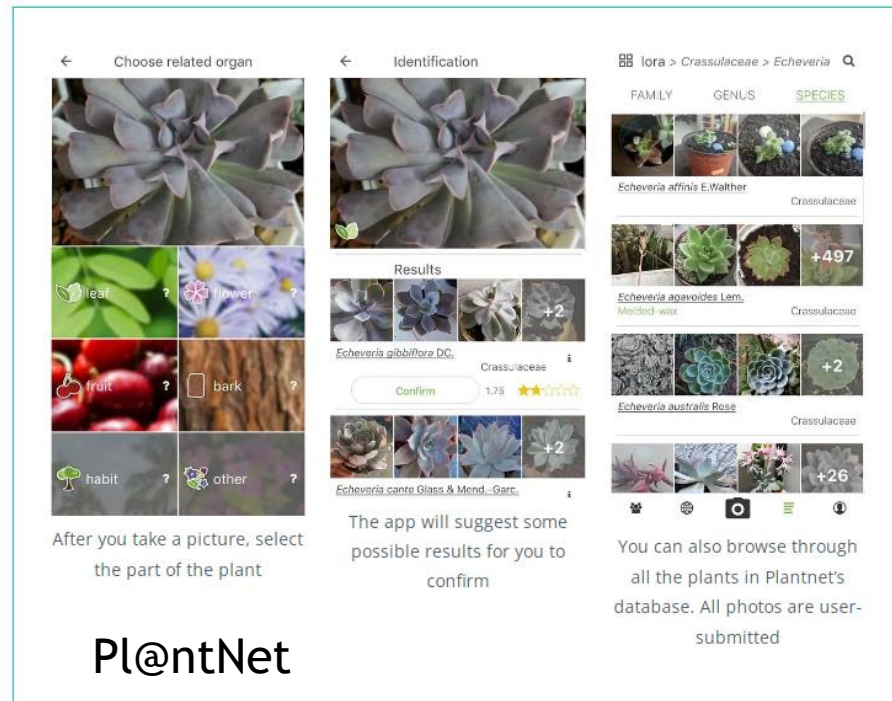 ← Choose related organ
leaf ?
flower ?
fruit ?
bark ?
habit ?
other ?
After you take a picture, select
the part of the plant
← Identification
Results
+2
Echeveria gibbiflora DC.
Crassulaceae
i
Confirm
1.75
+2
Echeveria cante Glass & Mend.-Garc.
i
The app will suggest some
possible results for you to
confirm
lora > Crassulaceae > Echeveria
FAMILY GENUS SPECIES
Echeveria affinis E.Walther
Crassulaceae
+497
Echeveria agavoides Lem.
Molded-wax
Crassulaceae
+2
Echeveria australis Rose
Crassulaceae
+26
You can also browse through
all the plants in Plantnet's
database. All photos are user-
submitted
Pl@ntNet